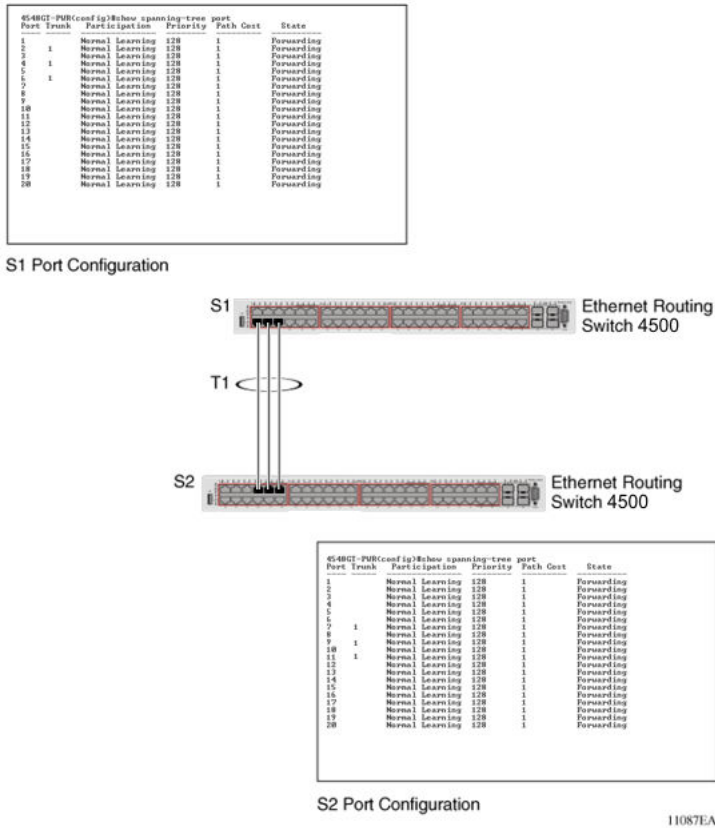 4548GT-PWR(config)#show spanning-tree port
Port Trunk Participation Priority Path Cost State
1 Normal Learning 128 1 Forwarding
2 1 Normal Learning 128 1 Forwarding
3 Normal Learning 128 1 Forwarding
4 1 Normal Learning 128 1 Forwarding
5 Normal Learning 128 1 Forwarding
6 1 Normal Learning 128 1 Forwarding
7 Normal Learning 128 1 Forwarding
8 Normal Learning 128 1 Forwarding
9 Normal Learning 128 1 Forwarding
10 Normal Learning 128 1 Forwarding
11 Normal Learning 128 1 Forwarding
12 Normal Learning 128 1 Forwarding
13 Normal Learning 128 1 Forwarding
14 Normal Learning 128 1 Forwarding
15 Normal Learning 128 1 Forwarding
16 Normal Learning 128 1 Forwarding
17 Normal Learning 128 1 Forwarding
18 Normal Learning 128 1 Forwarding
19 Normal Learning 128 1 Forwarding
20 Normal Learning 128 1 Forwarding
S1 Port Configuration
S1
Ethernet Routing
Switch 4500
T1
S2
Ethernet Routing
Switch 4500
4548GT-PWR(config)#show spanning-tree port
Port Trunk Participation Priority Path Cost State
1 Normal Learning 128 1 Forwarding
2 Normal Learning 128 1 Forwarding
3 Normal Learning 128 1 Forwarding
4 Normal Learning 128 1 Forwarding
5 Normal Learning 128 1 Forwarding
6 Normal Learning 128 1 Forwarding
7 1 Normal Learning 128 1 Forwarding
8 Normal Learning 128 1 Forwarding
9 1 Normal Learning 128 1 Forwarding
10 Normal Learning 128 1 Forwarding
11 1 Normal Learning 128 1 Forwarding
12 Normal Learning 128 1 Forwarding
13 Normal Learning 128 1 Forwarding
14 Normal Learning 128 1 Forwarding
15 Normal Learning 128 1 Forwarding
16 Normal Learning 128 1 Forwarding
17 Normal Learning 128 1 Forwarding
18 Normal Learning 128 1 Forwarding
19 Normal Learning 128 1 Forwarding
20 Normal Learning 128 1 Forwarding
S2 Port Configuration
11087EA